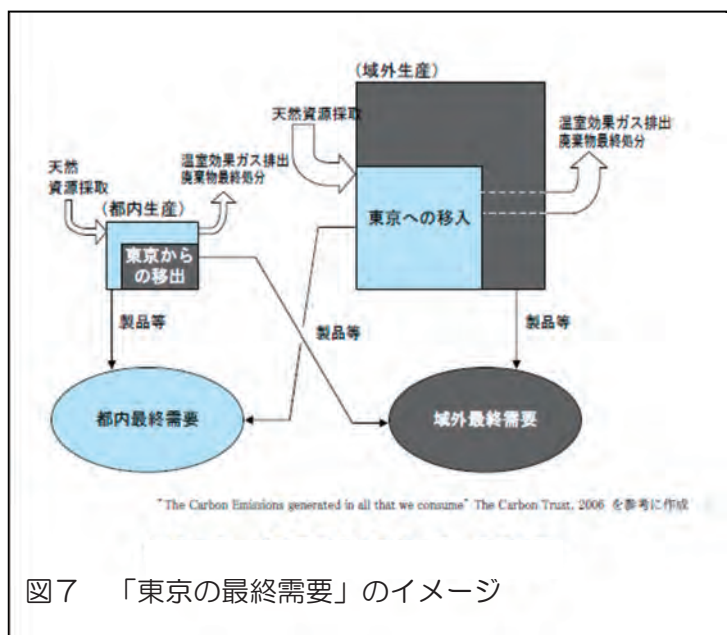 (域外生産)
天然資源採取
温室効果ガス排出
廃棄物最終処分
東京への移入
天然
資源採取
温室効果ガス排出
廃棄物最終処分
(都内生産)
東京から
の移出
製品等
製品等
製品等
都内最終需要
域外最終需要
"The Carbon Emissions generated in all that we consume" The Carbon Trust, 2006 を参考に作成
図7 「東京の最終需要」のイメージ